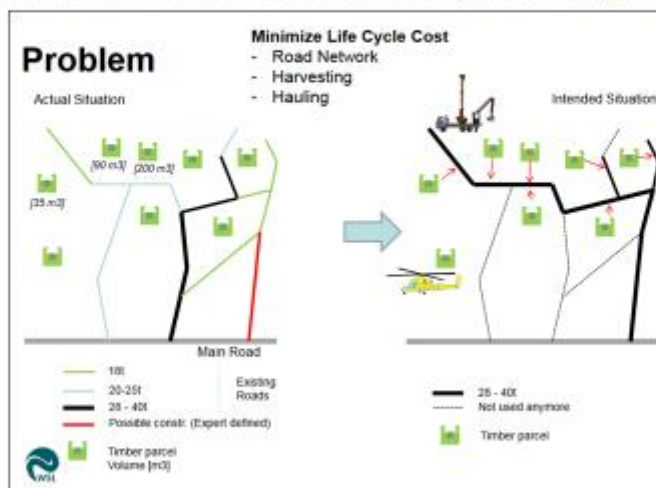 Problem
Minimize Life Cycle Cost
- Road Network
- Harvesting
- Hauling
Actual Situation
Intended Situation
[90 m3]
[200 m3]
[35 m3]
Main Road
18t
20-25t
28 - 40t
Possible constr. (Expert defined)
Existing
Roads
Timber parcel
Volume [m3]
WSL
28 - 40t
Not used anymore
Timber parcel